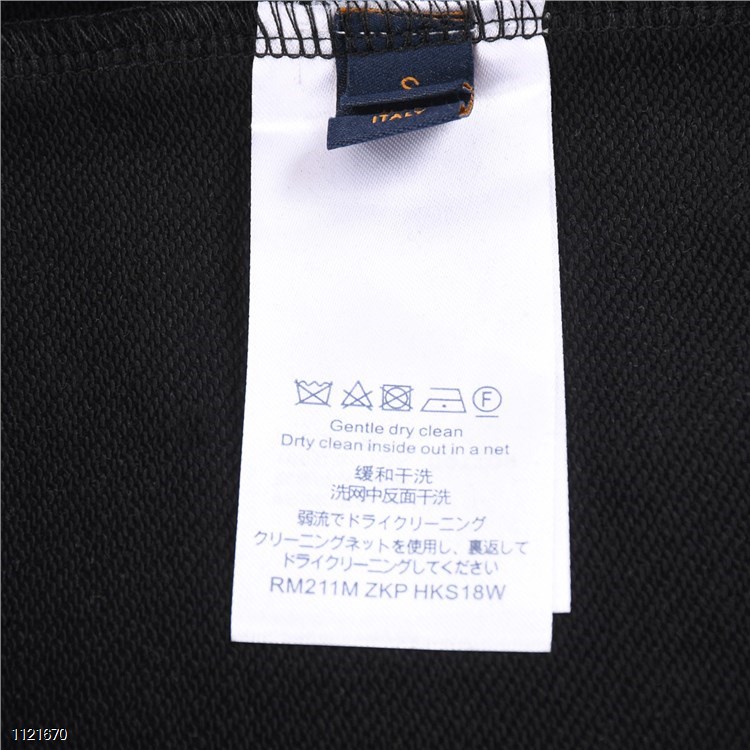 S
ITALY
F
Gentle dry clean
Drty clean inside out in a net
缓和干洗
洗网中反面干洗
弱流でドライクリーニング
クリーニングネットを使用し、裏返して
ドライクリーニングしてください
RM211M ZKP HKS18W
1121670